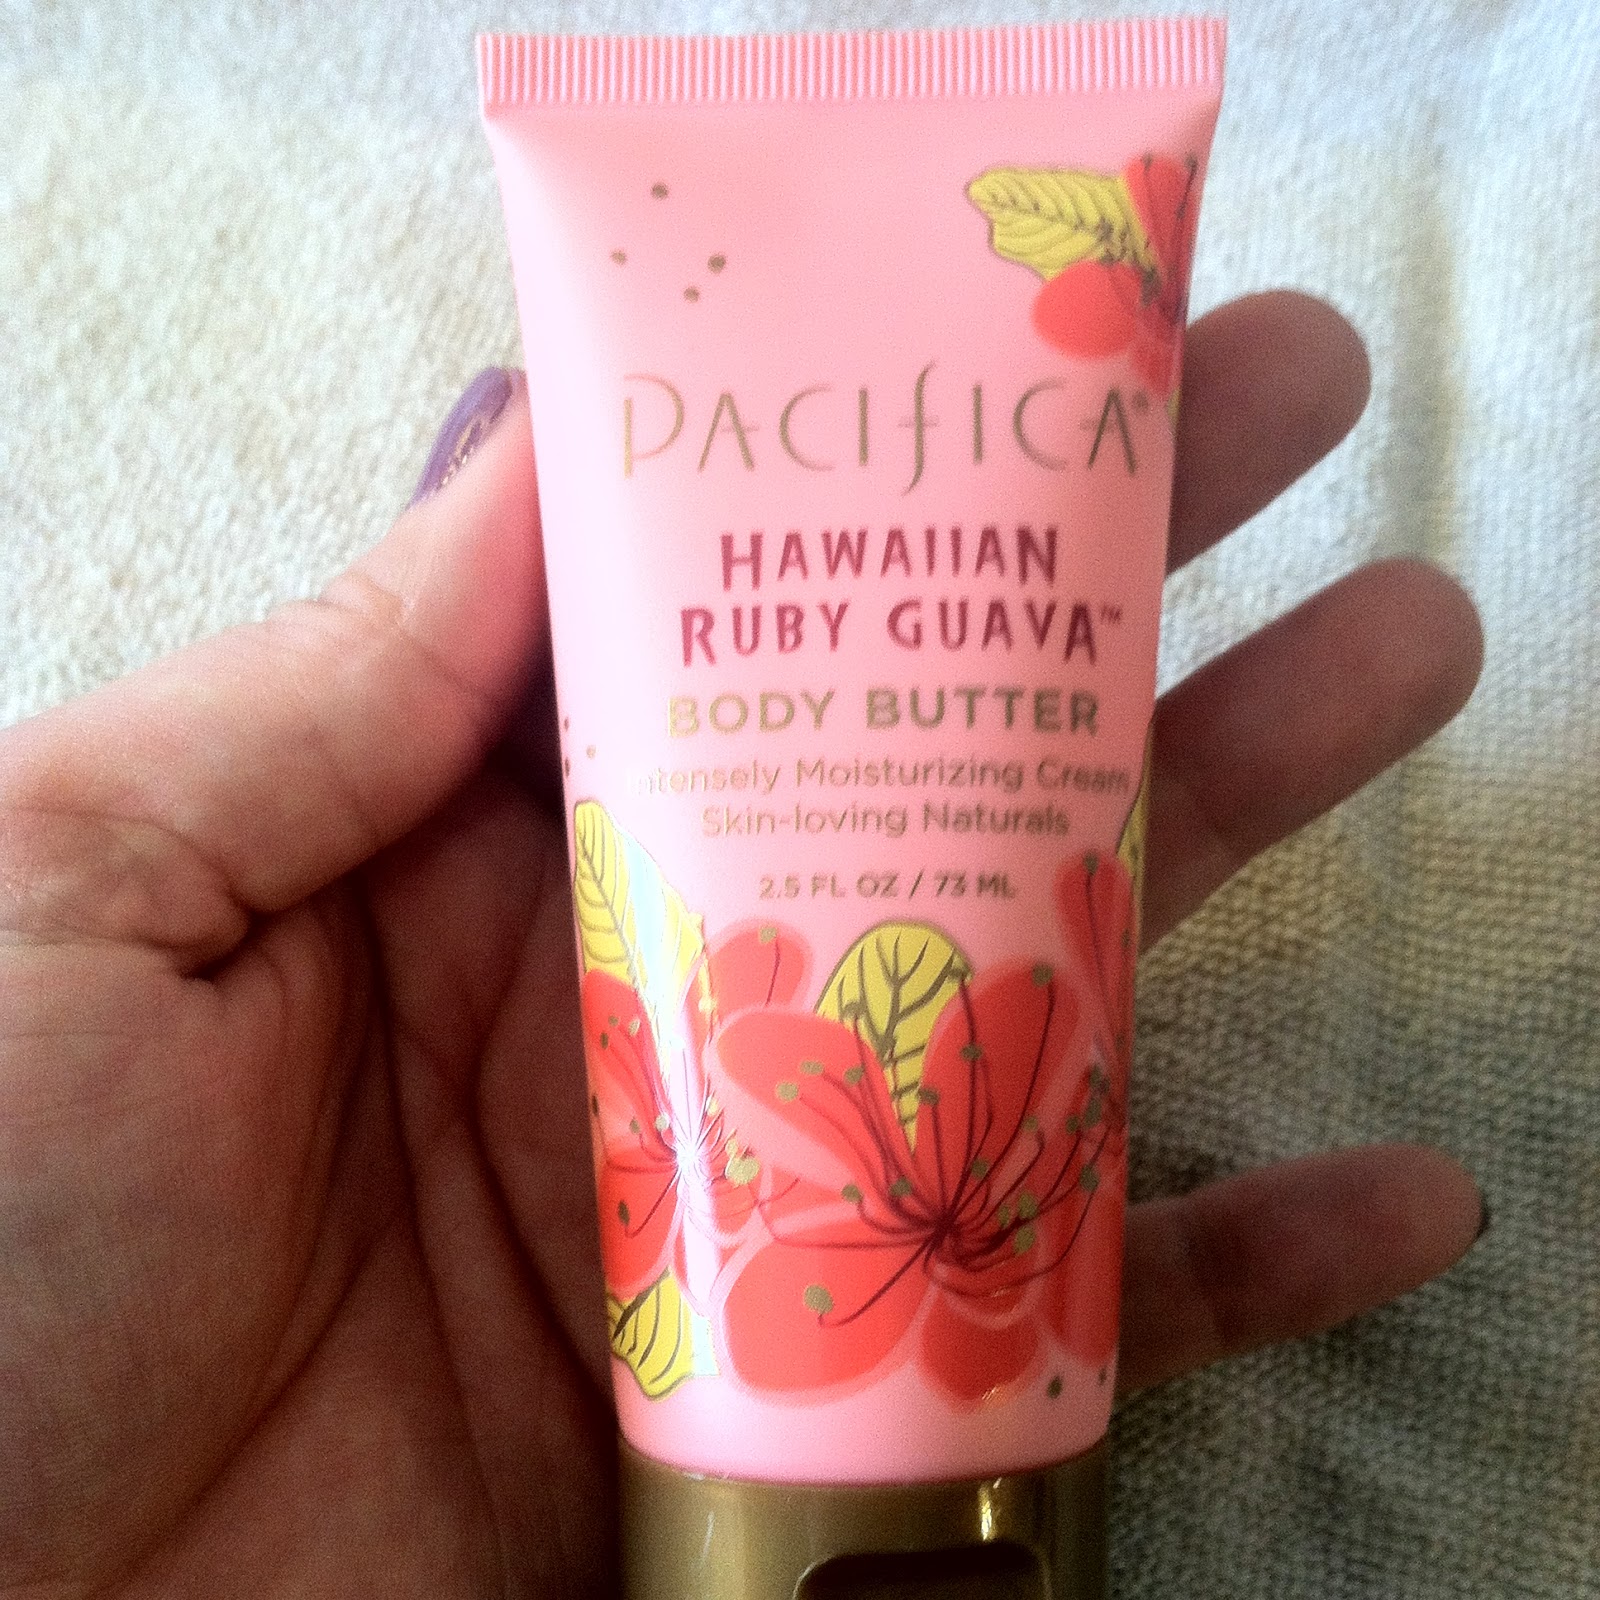 PACIFICA®
HAWAIIAN
RUBY GUAVA™
BODY BUTTER
Intensely Moisturizing Cream
Skin-loving Naturals
2.5 FL OZ / 73 ML